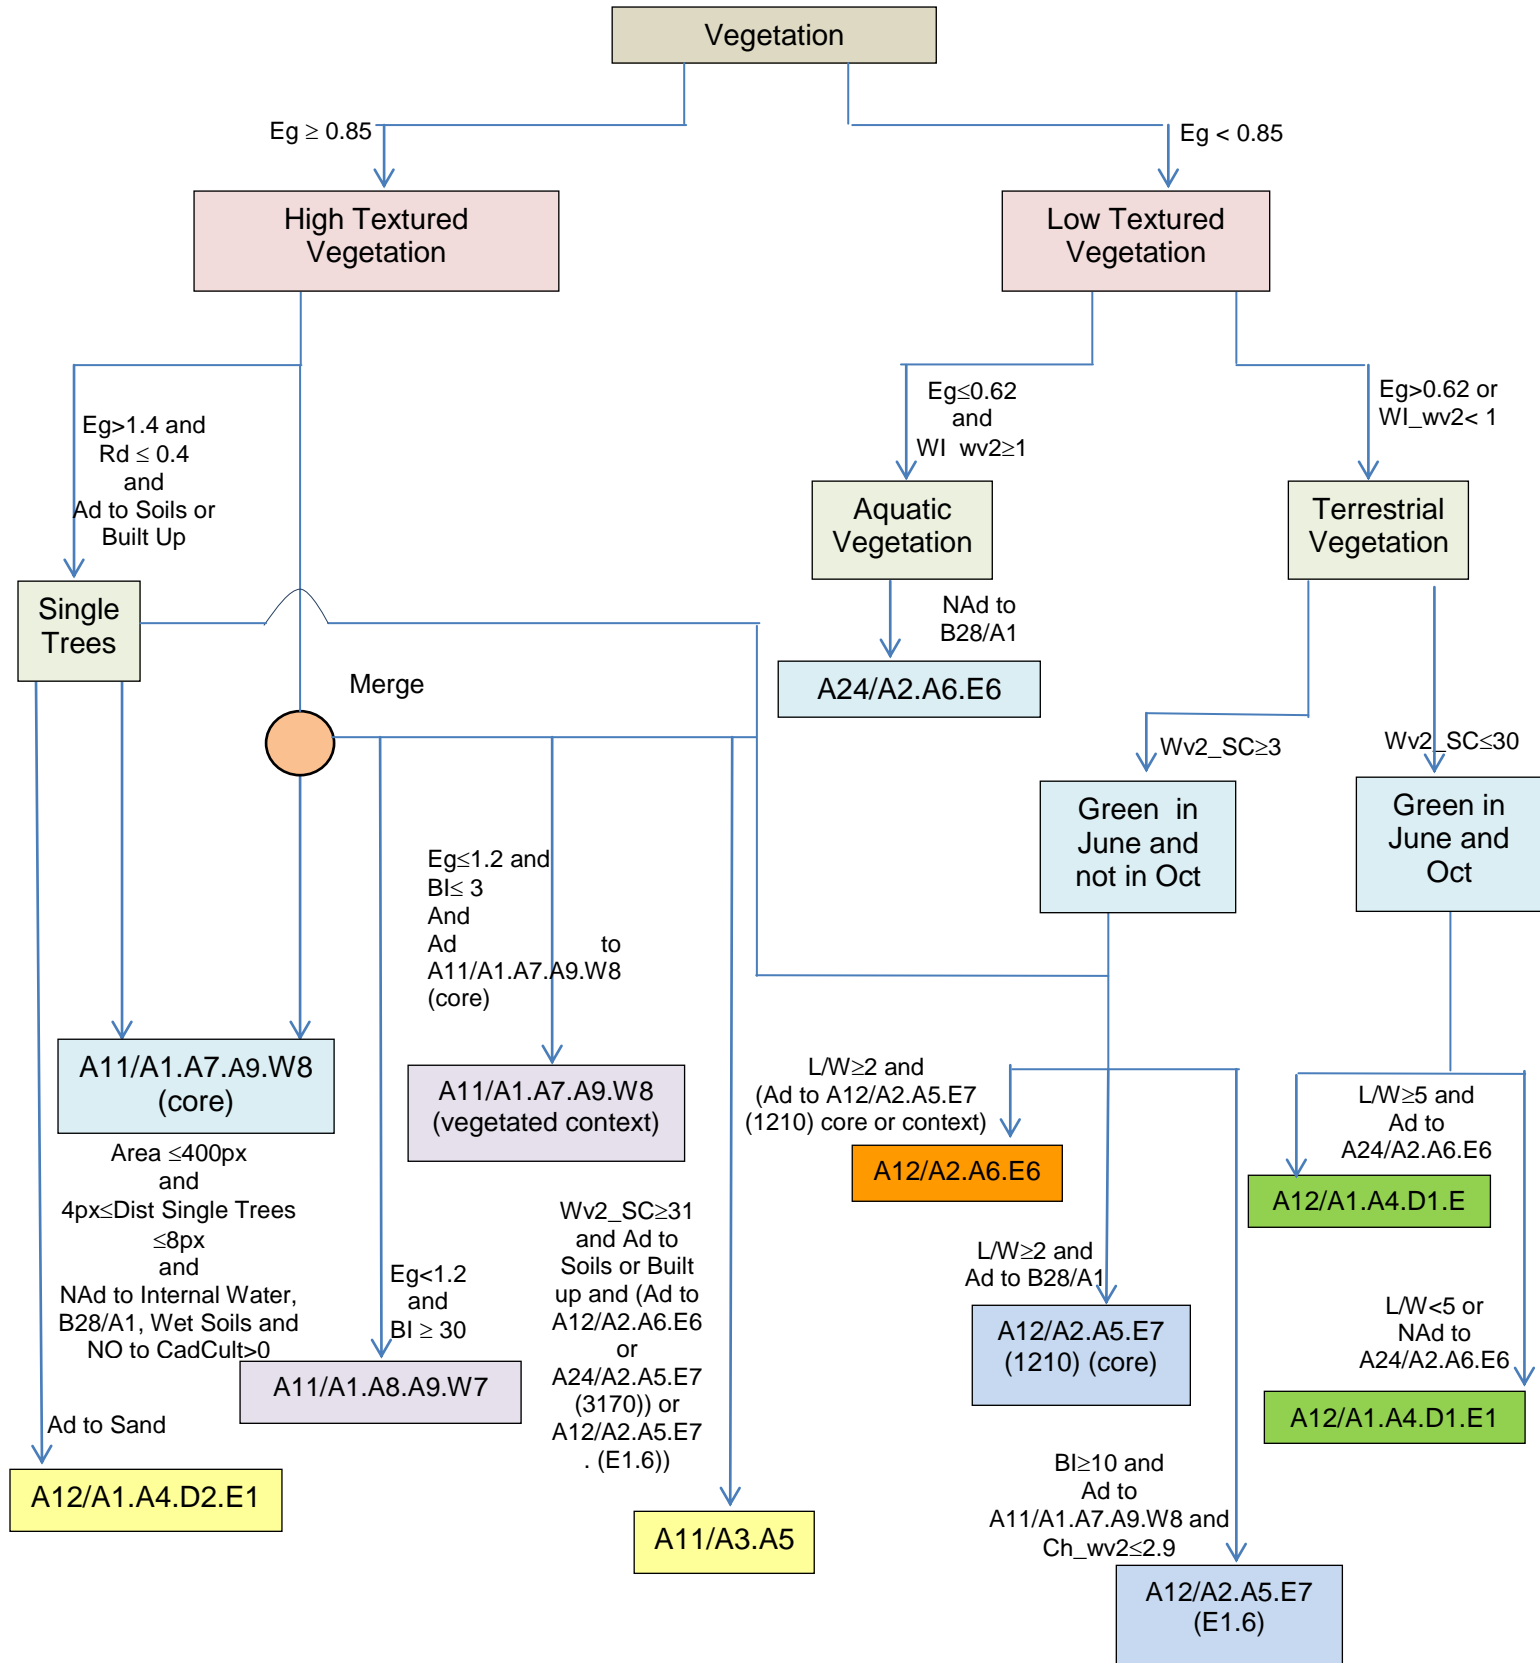 Vegetation
Eg ≥ 0.85
Eg < 0.85
High Textured
Vegetation
Low Textured
Vegetation
Eg>1.4 and
Rd ≤ 0.4
and
Ad to Soils or
Built Up
Eg≤0.62
and
WI_wv2≥1
Eg>0.62 or
WI_wv2< 1
Aquatic
Vegetation
Terrestrial
Vegetation
Single
Trees
NAd to
B28/A1
Merge
A24/A2.A6.E6
Wv2_SC≥3
Wv2_SC≤30
Green in
June and
not in Oct
Green in
June and
Oct
Eg≤1.2 and
BI≤ 3
And
Ad to
A11/A1.A7.A9.W8
(core)
A11/A1.A7.A9.W8
(core)
A11/A1.A7.A9.W8
(vegetated context)
L/W≥2 and
(Ad to A12/A2.A5.E7
(1210) core or context)
A12/A2.A6.E6
L/W≥5 and
Ad to
A24/A2.A6.E6
A12/A1.A4.D1.E
Area ≤400px
and
4px≤Dist Single Trees
≤8px
and
NAd to Internal Water,
B28/A1, Wet Soils and
NO to CadCult>0
Eg<1.2
and
BI ≥ 30
Wv2_SC≥31
and Ad to
Soils or Built
up and (Ad to
A12/A2.A6.E6
or
A24/A2.A5.E7
(3170)) or
A12/A2.A5.E7
. (E1.6))
L/W≥2 and
Ad to B28/A1
A12/A2.A5.E7
(1210) (core)
L/W<5 or
NAd to
A24/A2.A6.E6
A11/A1.A8.A9.W7
A12/A1.A4.D1.E1
Ad to Sand
A12/A1.A4.D2.E1
A11/A3.A5
BI≥10 and
Ad to
A11/A1.A7.A9.W8 and
Ch_wv2≤2.9
A12/A2.A5.E7
(E1.6)